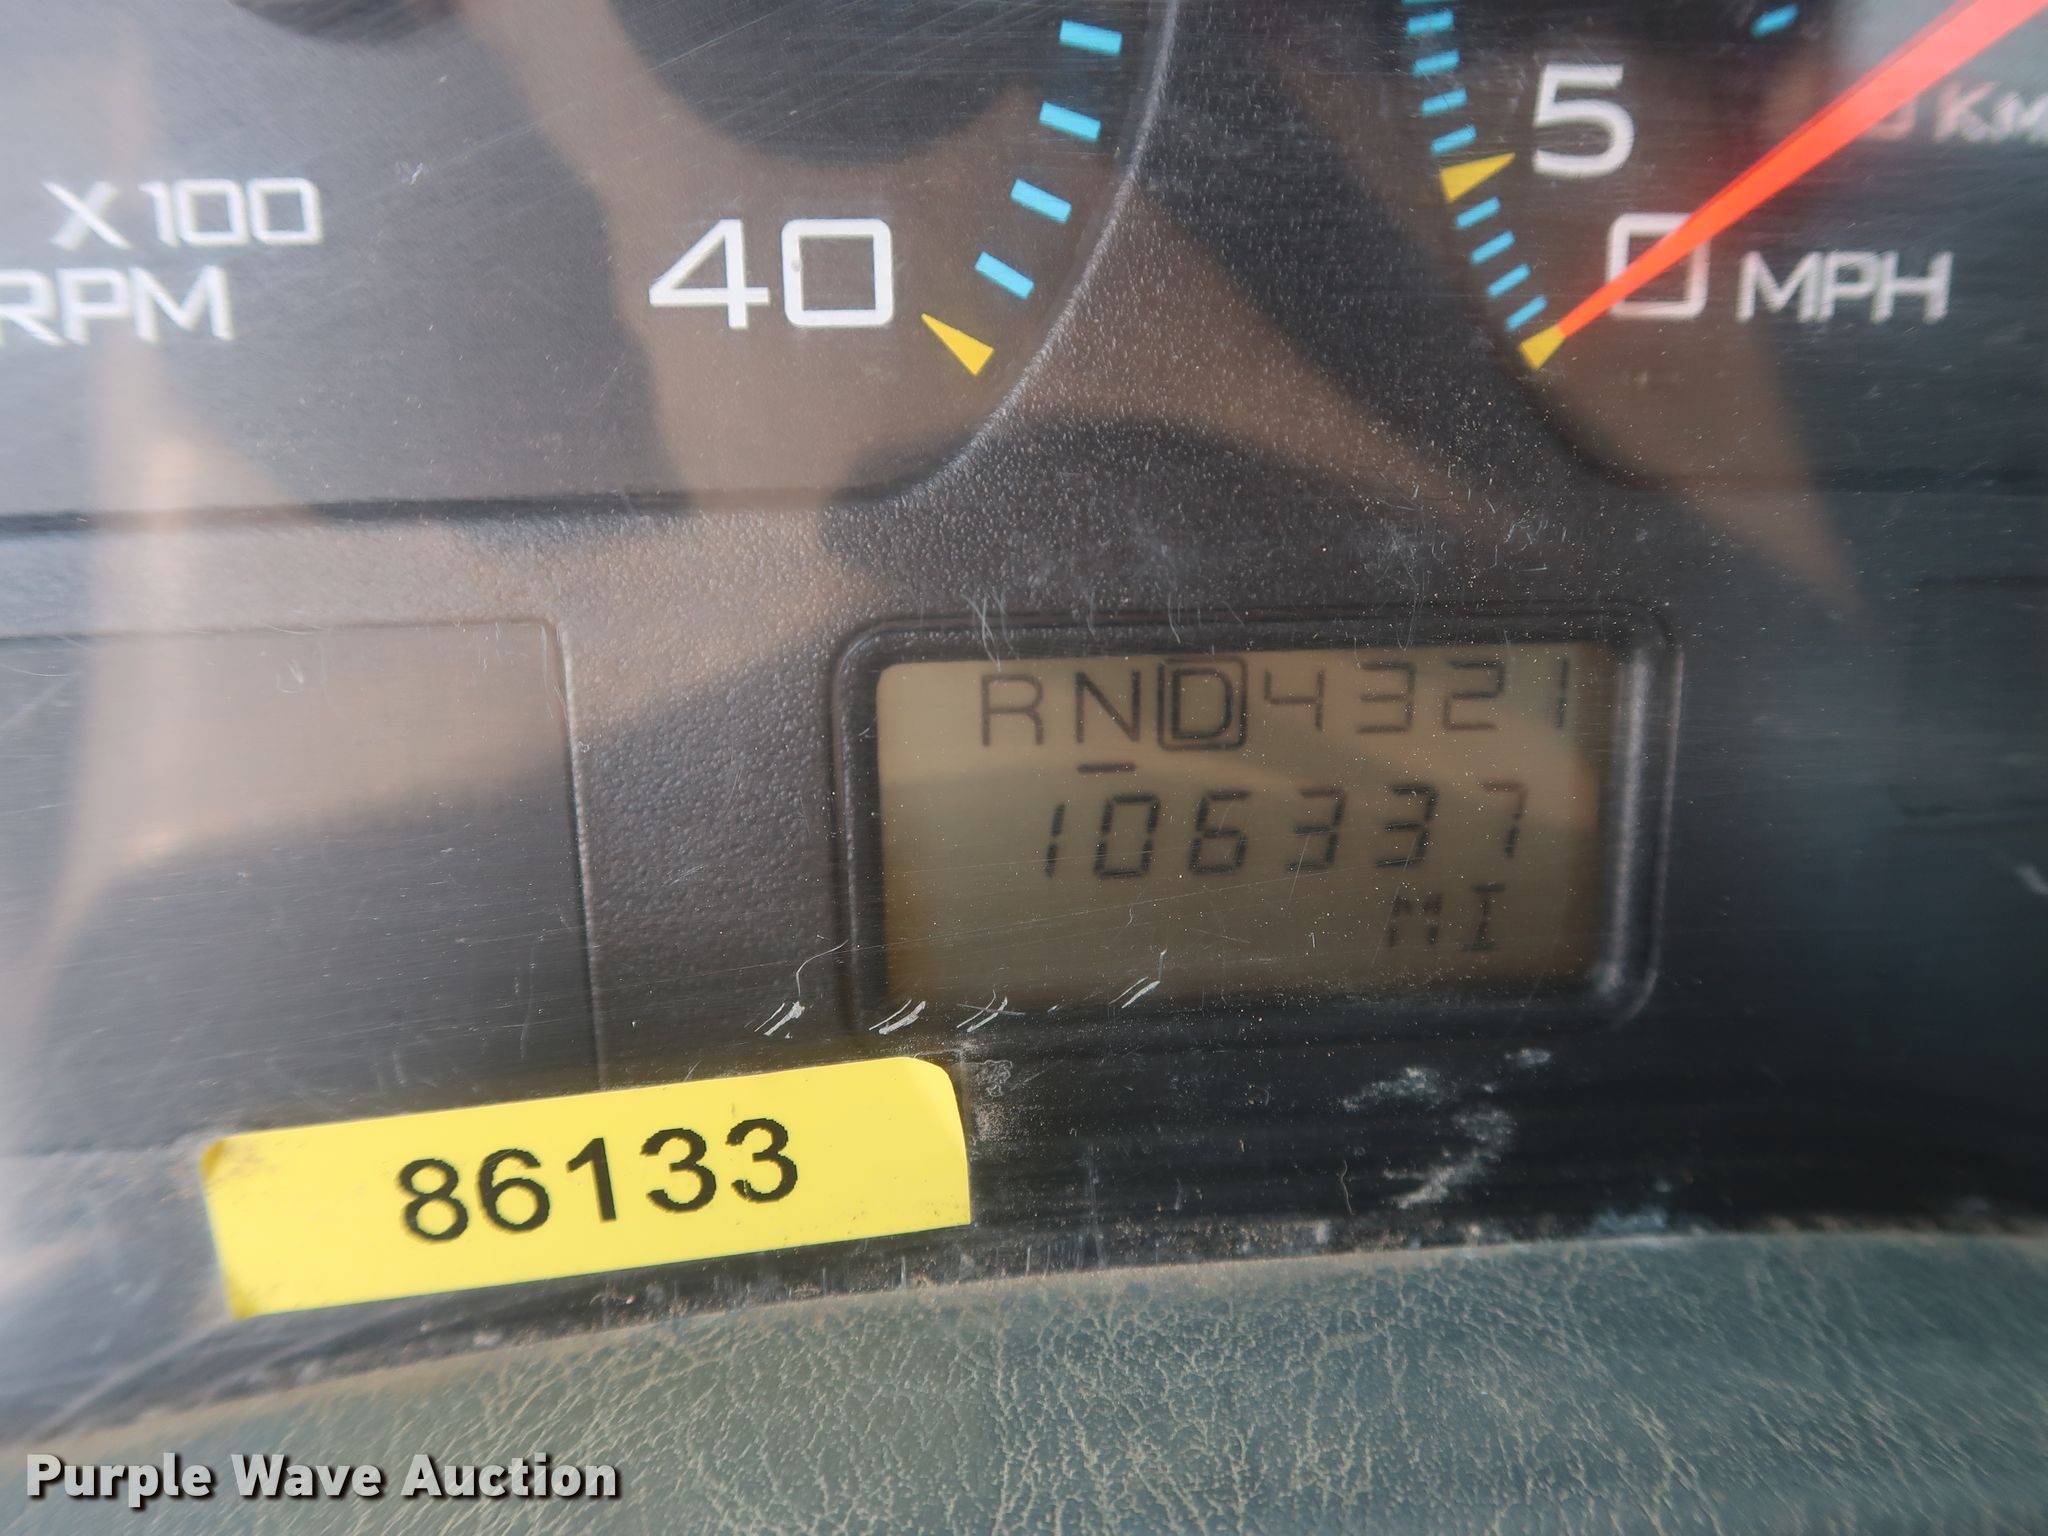 X100
RPM
40
5
0 MPH
RND4321
106337
MI
86133
Purple Wave Auction